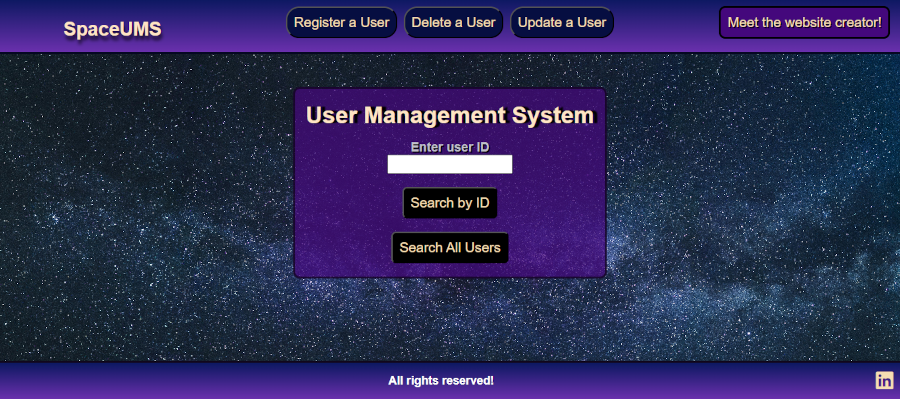 SpaceUMS
Register a User
Delete a User
Update a User
Meet the website creator!
User Management System
Enter user ID
Search by ID
Search All Users
All rights reserved!
in